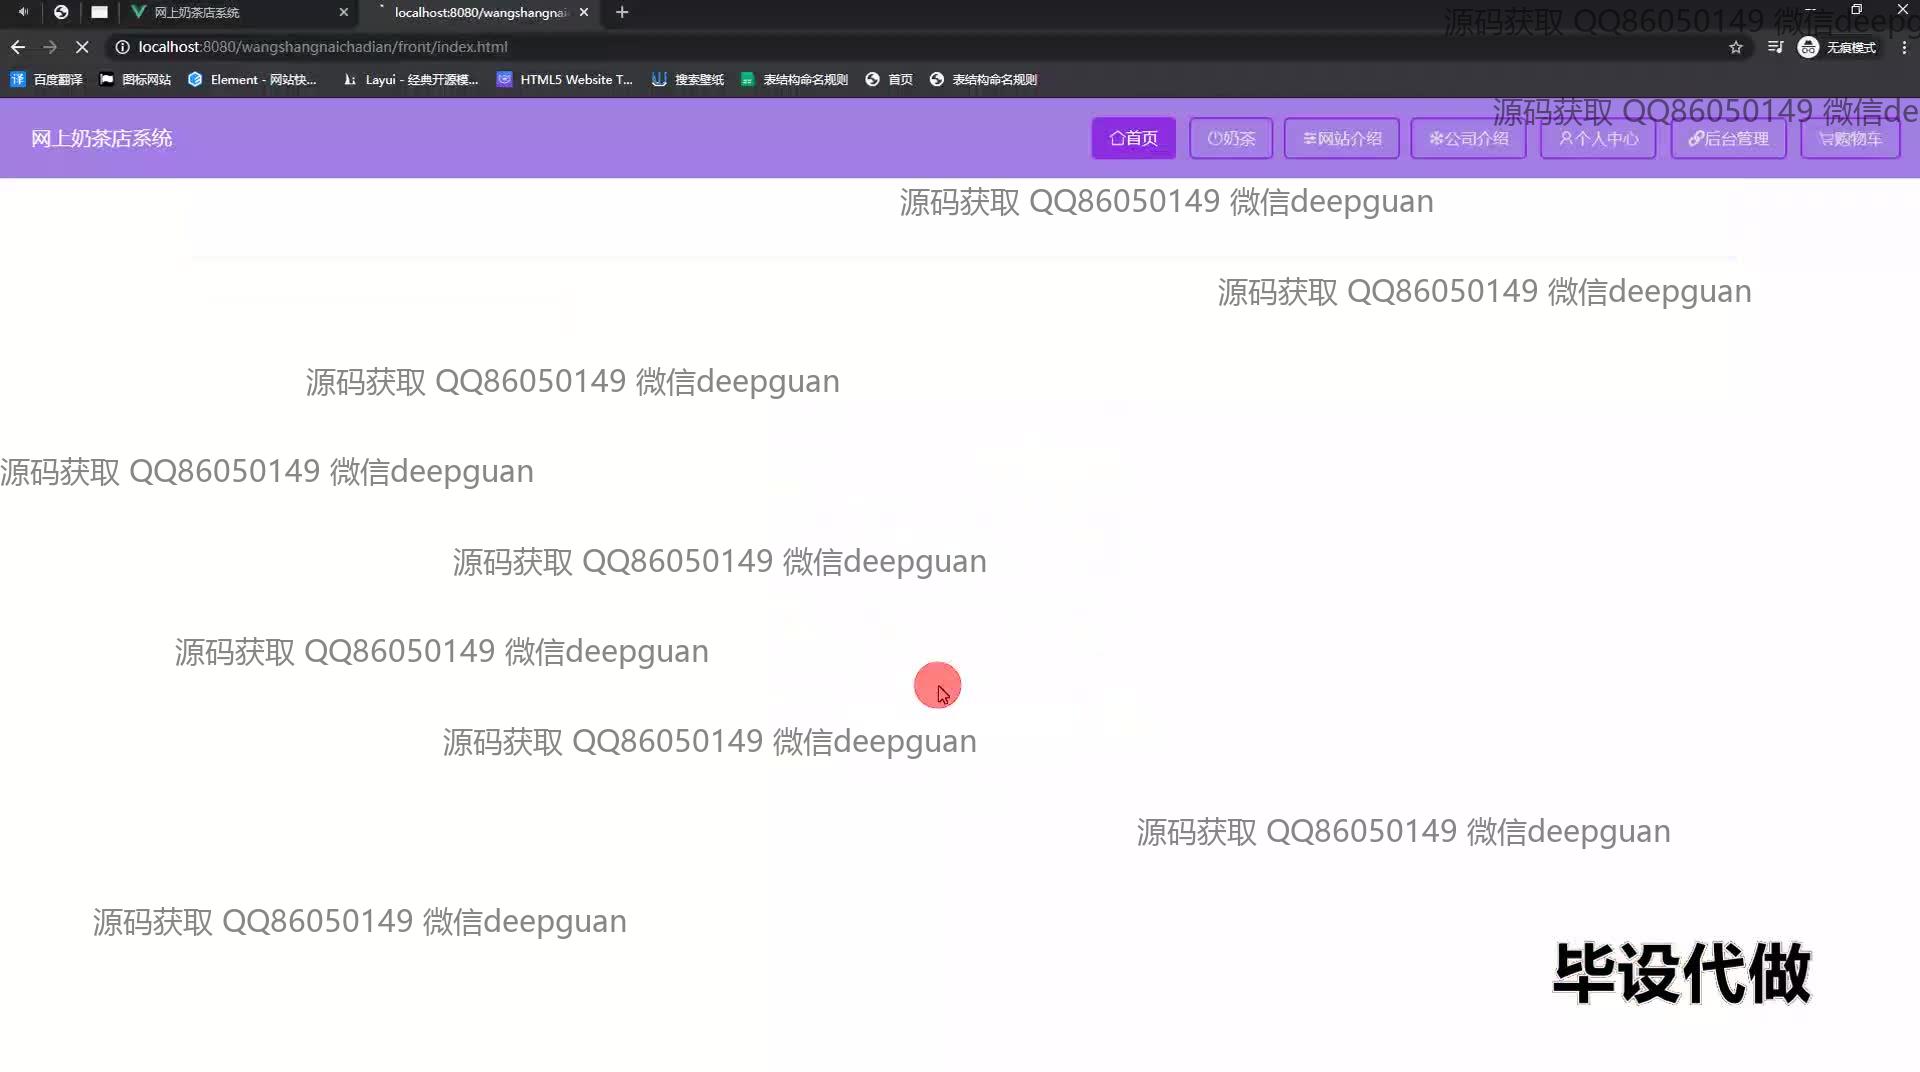 网上奶茶店系统
localhost:8080/wangshangnai
源码获取 QQ86050149 微信deepg
localhost:8080/wangshangnaichadian/front/index.html
无痕模式
百度翻译
图标网站
Element - 网站快...
Layui - 经典开源模...
HTML5 Website T...
搜索壁纸
表结构命名规则
首页
表结构命名规则
源码获取 QQ86050149 微信de
网上奶茶店系统
首页
奶茶
网站介绍
公司介绍
个人中心
后台管理
购物车
源码获取 QQ86050149 微信deepguan
源码获取 QQ86050149 微信deepguan
源码获取 QQ86050149 微信deepguan
源码获取 QQ86050149 微信deepguan
源码获取 QQ86050149 微信deepguan
源码获取 QQ86050149 微信deepguan
源码获取 QQ86050149 微信deepguan
源码获取 QQ86050149 微信deepguan
源码获取 QQ86050149 微信deepguan
毕设代做